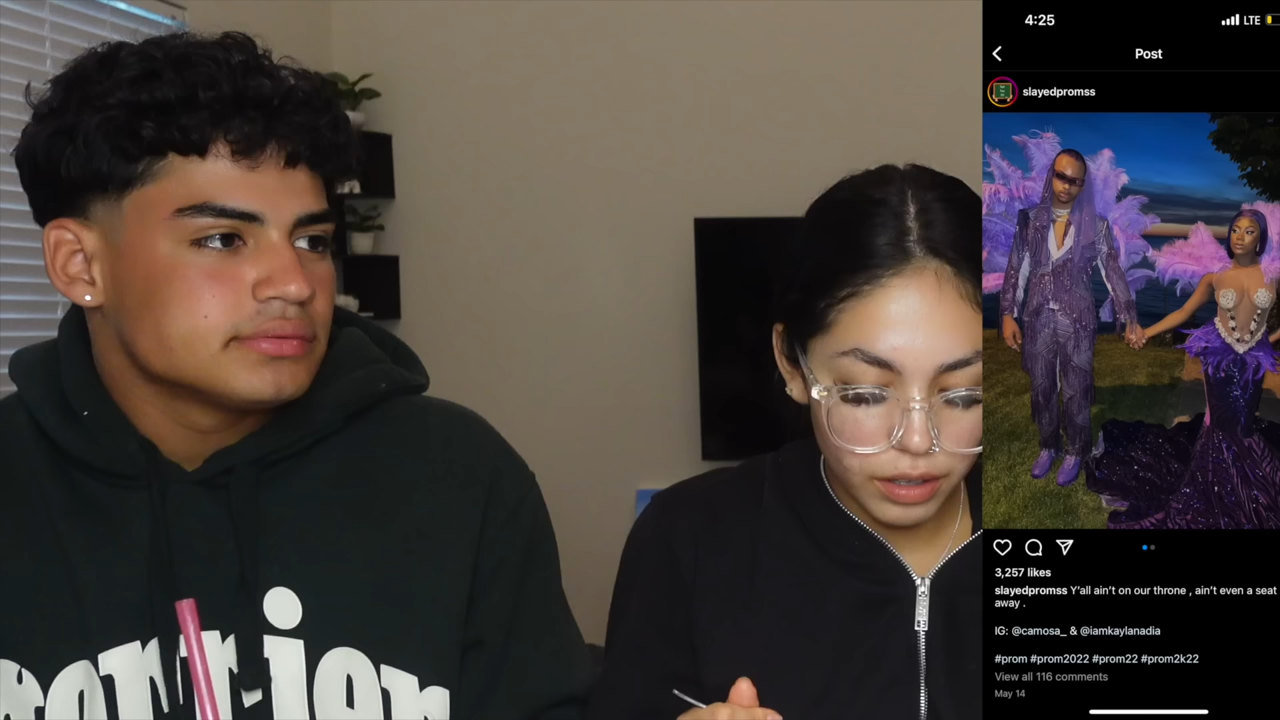 4:25
LTE
Post
slayedpromss
3,257 likes
slayedpromss Y'all ain't on our throne , ain't even a seat
away .
IG: @camosa_ & @iamkaylanadia
#prom #prom2022 #prom22 #prom2k22
View all 116 comments
May 14